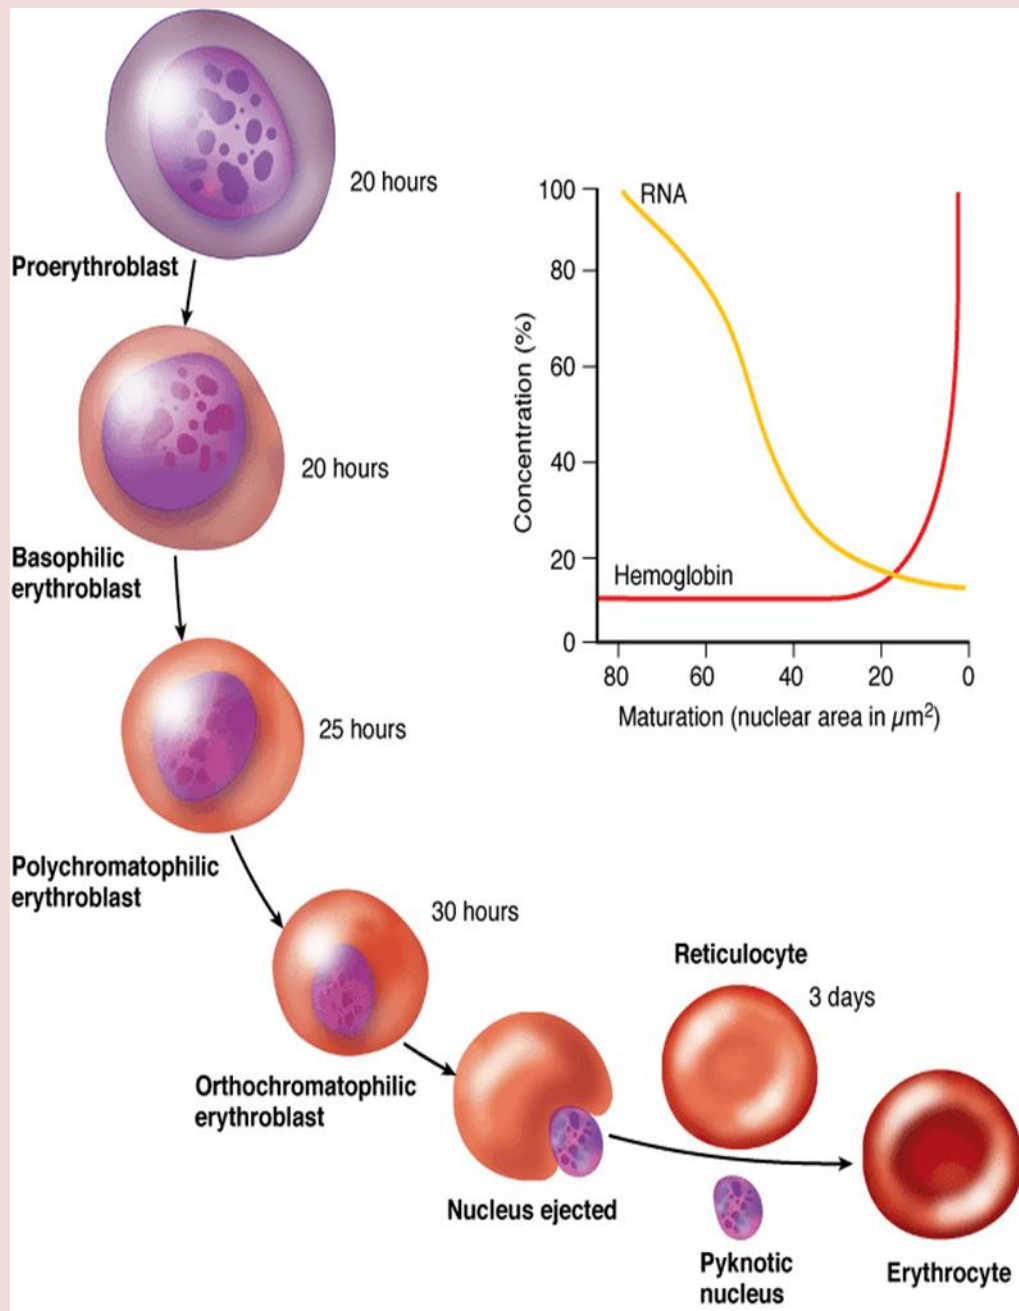 20 hours
Proerythroblast
20 hours
Basophilic
erythroblast
25 hours
Polychromatophilic
erythroblast
30 hours
Orthochromatophilic
erythroblast
Nucleus ejected
Reticulocyte
3 days
Pyknotic
nucleus
Erythrocyte
Concentration (%)
100
80
60
40
20
0
RNA
Hemoglobin
80 60 40 20 0
Maturation (nuclear area in μm²)